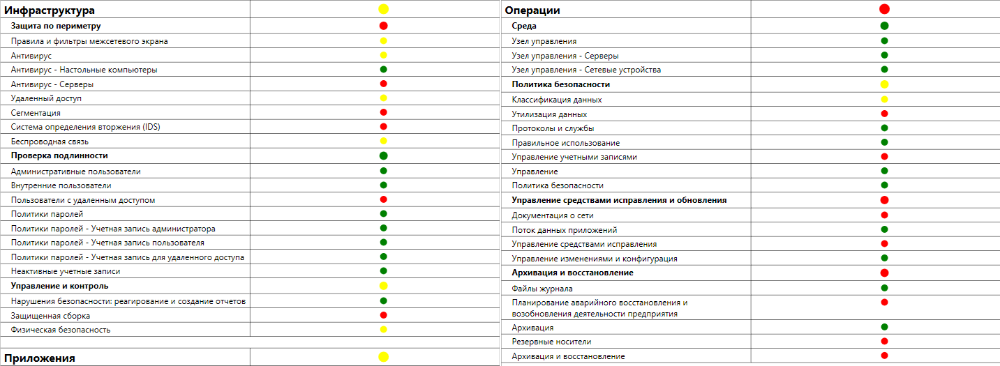 Инфраструктура
Защита по периметру
Правила и фильтры межсетевого экрана
Антивирус
Антивирус - Настольные компьютеры
Антивирус - Серверы
Удаленный доступ
Сегментация
Система определения вторжения (IDS)
Беспроводная связь
Проверка подлинности
Административные пользователи
Внутренние пользователи
Пользователи с удаленным доступом
Политики паролей
Политики паролей - Учетная запись администратора
Политики паролей - Учетная запись пользователя
Политики паролей - Учетная запись для удаленного доступа
Неактивные учетные записи
Управление и контроль
Нарушения безопасности: реагирование и создание отчетов
Защищенная сборка
Физическая безопасность
Приложения
Операции
Среда
Узел управления
Узел управления - Серверы
Узел управления - Сетевые устройства
Политика безопасности
Классификация данных
Утилизация данных
Протоколы и службы
Правильное использование
Управление учетными записями
Управление
Политика безопасности
Управление средствами исправления и обновления
Документация о сети
Поток данных приложений
Управление средствами исправления
Управление изменениями и конфигурация
Архивация и восстановление
Файлы журнала
Планирование аварийного восстановления и
возобновления деятельности предприятия
Архивация
Резервные носители
Архивация и восстановление